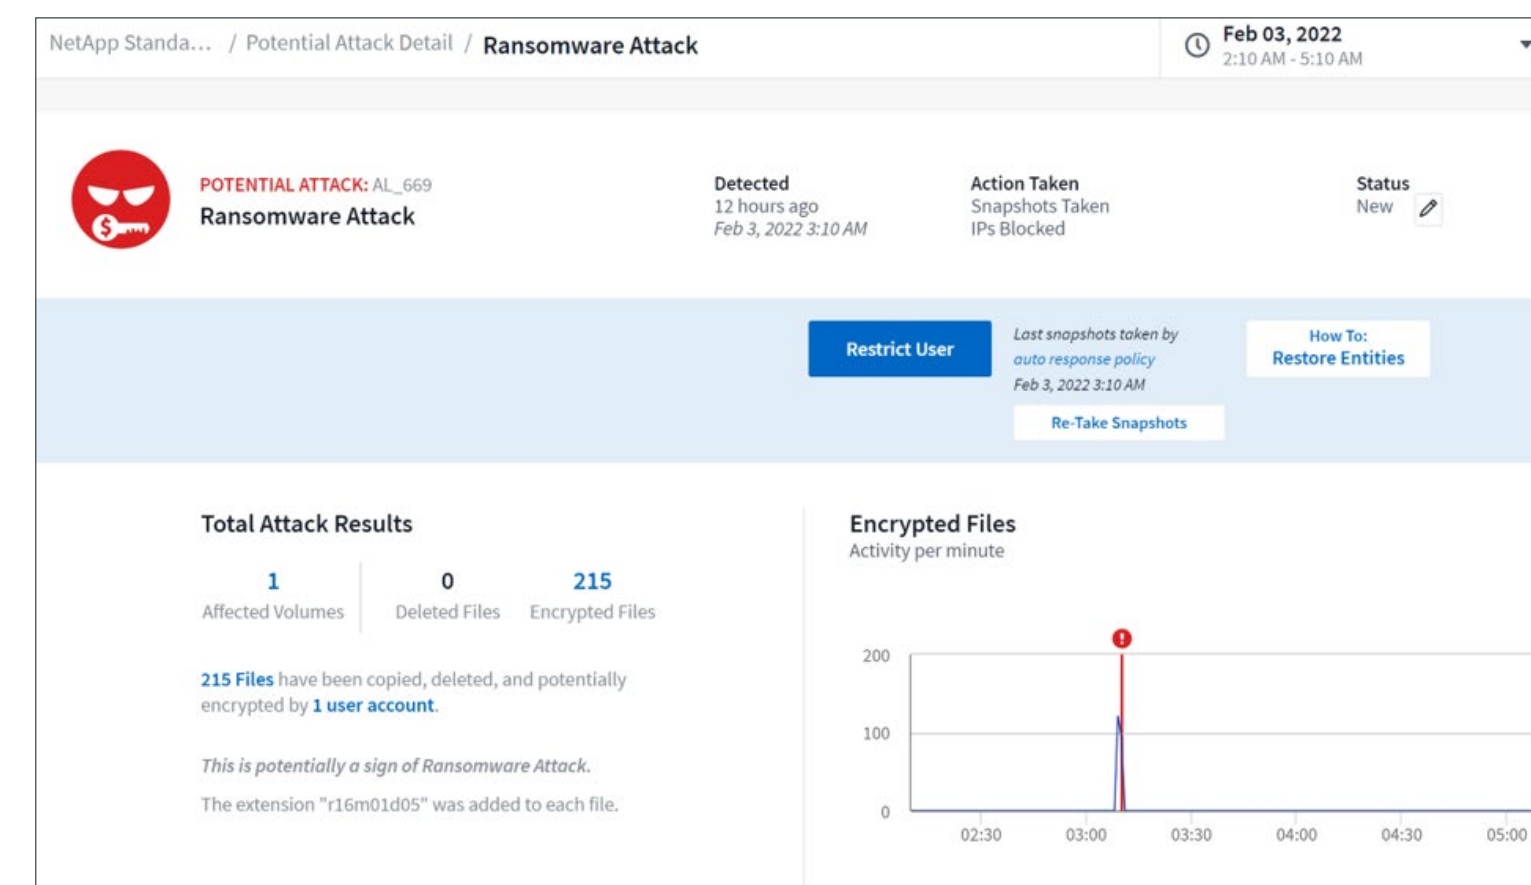 NetApp Standa... / Potential Attack Detail / Ransomware Attack
Feb 03, 2022
2:10 AM - 5:10 AM
POTENTIAL ATTACK: AL_669
Ransomware Attack
Detected
12 hours ago
Feb 3, 2022 3:10 AM
Action Taken
Snapshots Taken
IPs Blocked
Status
New
Restrict User
Last snapshots taken by
auto response policy
Feb 3, 2022 3:10 AM
Re-Take Snapshots
How To:
Restore Entities
Total Attack Results
1
Affected Volumes
0
Deleted Files
215
Encrypted Files
215 Files have been copied, deleted, and potentially
encrypted by 1 user account.
This is potentially a sign of Ransomware Attack.
The extension "r16m01d05" was added to each file.
Encrypted Files
Activity per minute
200
100
0
02:30 03:00 03:30 04:00 04:30 05:00